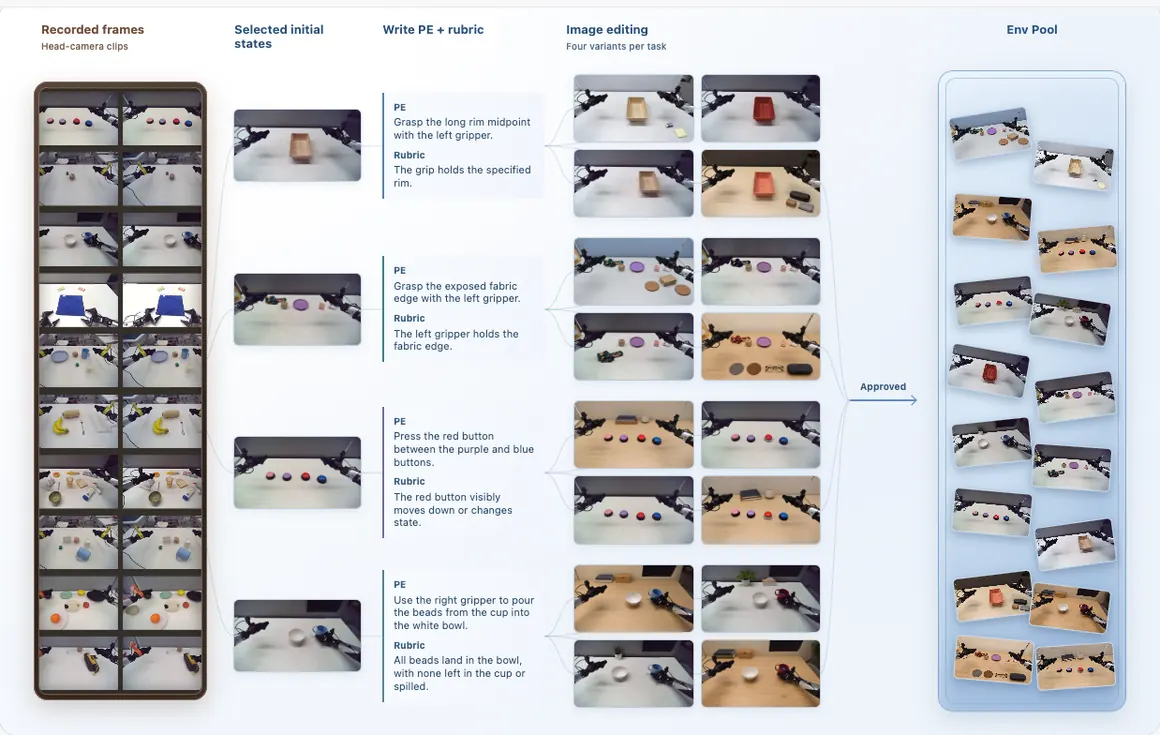 Recorded frames
Head-camera clips
Selected initial
states
Write PE + rubric
Image editing
Four variants per task
Env Pool
PE
Grasp the long rim midpoint
with the left gripper.
Rubric
The grip holds the specified
rim.
PE
Grasp the exposed fabric
edge with the left gripper.
Rubric
The left gripper holds the
fabric edge.
PE
Press the red button
between the purple and blue
buttons.
Rubric
The red button visibly
moves down or changes
state.
PE
Use the right gripper to pour
the beads from the cup into
the white bowl.
Rubric
All beads land in the bowl,
with none left in the cup or
spilled.
Approved